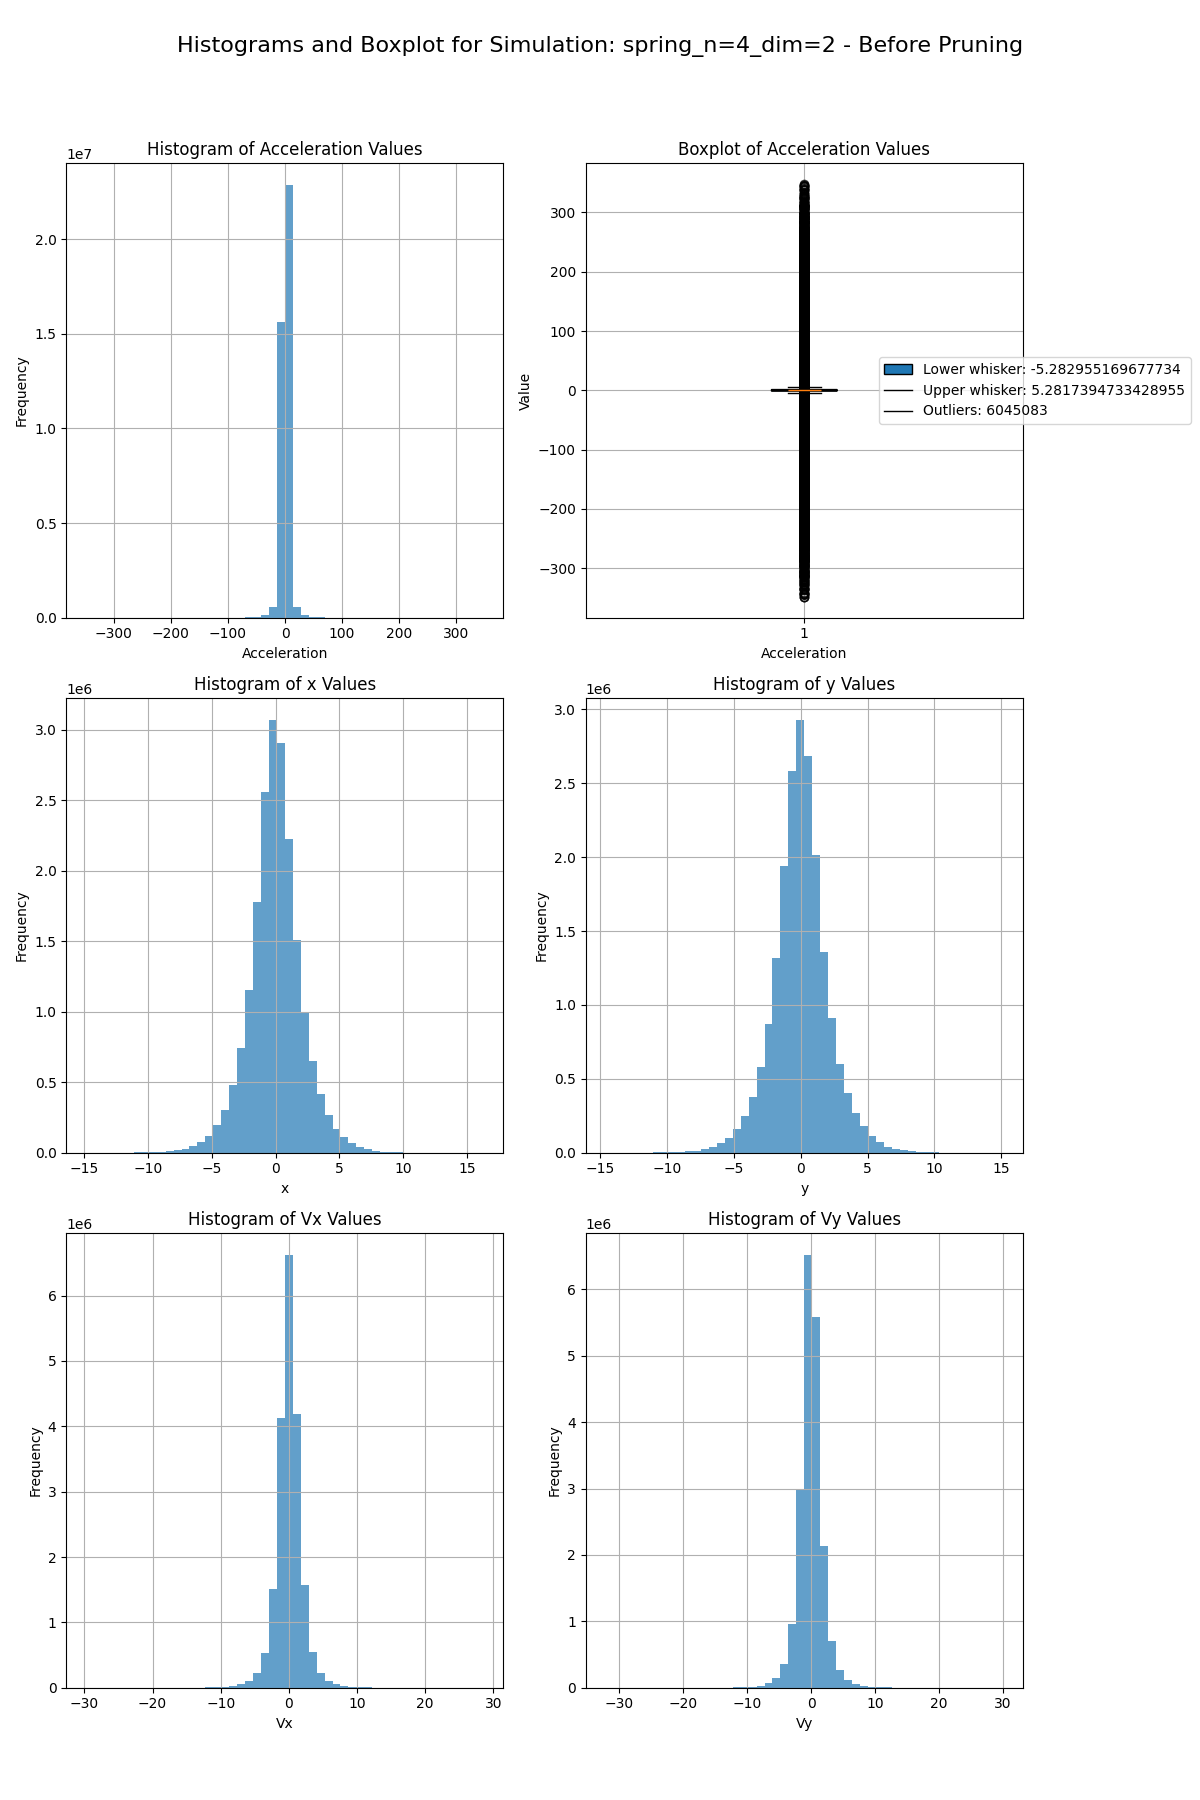 Histograms and Boxplot for Simulation: spring_n=4_dim=2 - Before Pruning
Histogram of Acceleration Values
1e7
Frequency
2.0
1.5
1.0
0.5
0.0
−300 −200 −100 0 100 200 300
Acceleration
Boxplot of Acceleration Values
Value
300
200
100
0
−100
−200
−300
Lower whisker: -5.282955169677734
Upper whisker: 5.2817394733428955
Outliers: 6045083
1
Acceleration
Histogram of x Values
1e6
Frequency
3.0
2.5
2.0
1.5
1.0
0.5
0.0
−15 −10 −5 0 5 10 15
x
Histogram of y Values
1e6
Frequency
3.0
2.5
2.0
1.5
1.0
0.5
0.0
−15 −10 −5 0 5 10 15
y
Histogram of Vx Values
1e6
Frequency
6
5
4
3
2
1
0
−30 −20 −10 0 10 20 30
Vx
Histogram of Vy Values
1e6
Frequency
6
5
4
3
2
1
0
−30 −20 −10 0 10 20 30
Vy